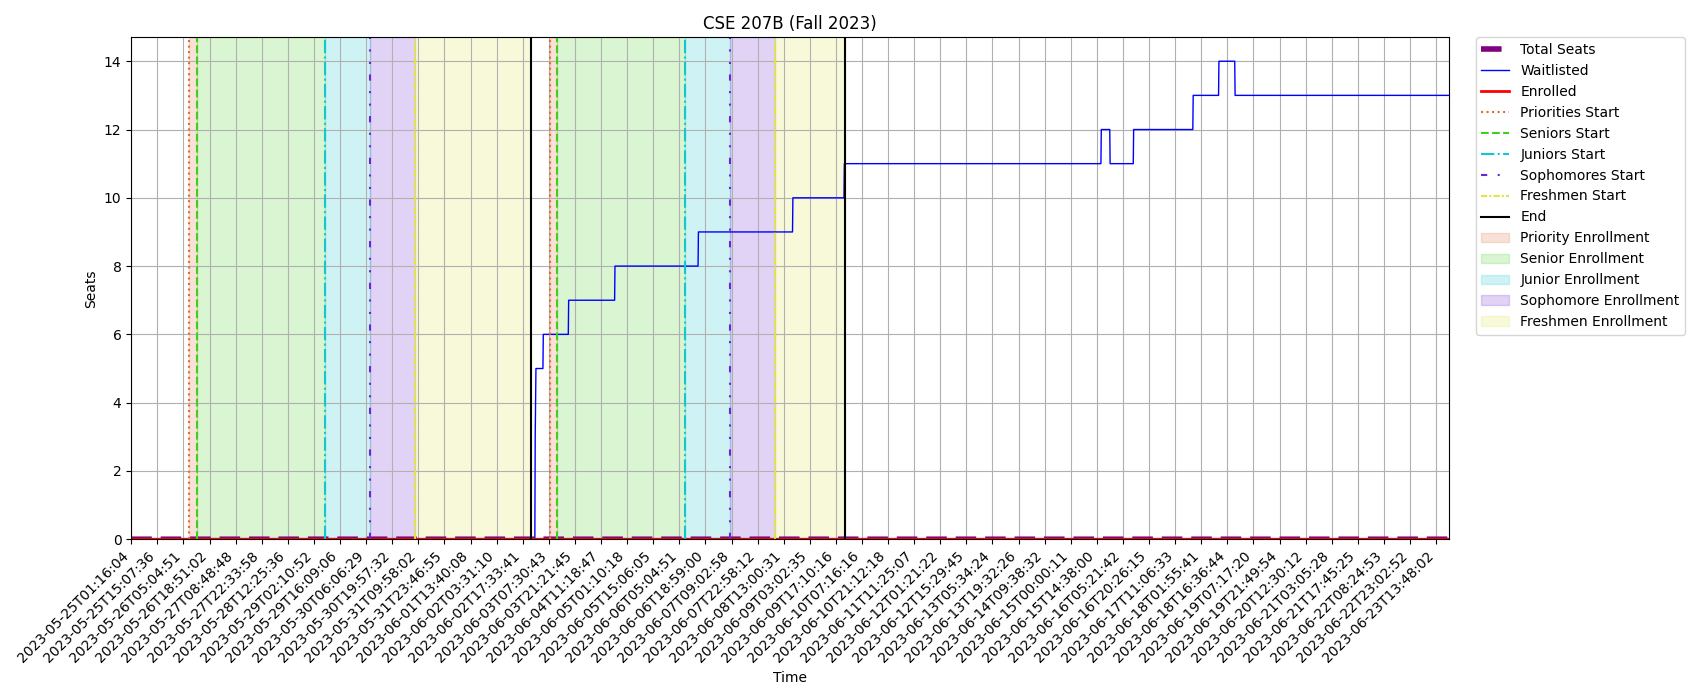 CSE 207B (Fall 2023)
Seats
14
12
10
8
6
4
2
0
2023-05-25T01:16:04
2023-05-25T15:07:36
2023-05-26T05:04:51
2023-05-26T18:51:02
2023-05-27T08:48:48
2023-05-27T22:33:58
2023-05-28T12:25:36
2023-05-29T02:10:52
2023-05-29T16:09:06
2023-05-30T06:06:29
2023-05-30T19:57:32
2023-05-31T09:58:02
2023-05-31T23:46:55
2023-06-01T13:40:08
2023-06-02T03:31:10
2023-06-02T17:33:41
2023-06-03T07:30:43
2023-06-03T21:21:45
2023-06-04T11:18:47
2023-06-05T01:10:18
2023-06-05T15:06:05
2023-06-06T05:04:51
2023-06-06T18:59:00
2023-06-07T09:02:58
2023-06-07T22:58:12
2023-06-08T13:00:31
2023-06-09T03:02:35
2023-06-09T17:10:16
2023-06-10T07:16:16
2023-06-10T21:12:18
2023-06-11T11:25:07
2023-06-12T01:21:22
2023-06-12T15:29:45
2023-06-13T05:34:24
2023-06-13T19:32:26
2023-06-14T09:38:32
2023-06-15T00:00:11
2023-06-15T14:38:00
2023-06-16T05:21:42
2023-06-16T20:26:15
2023-06-17T11:06:33
2023-06-18T01:55:41
2023-06-18T16:36:44
2023-06-19T07:17:20
2023-06-19T21:49:54
2023-06-20T12:30:12
2023-06-21T03:05:28
2023-06-21T17:45:25
2023-06-22T08:24:53
2023-06-22T23:02:52
2023-06-23T13:48:02
Time
Total Seats
Waitlisted
Enrolled
Priorities Start
Seniors Start
Juniors Start
Sophomores Start
Freshmen Start
End
Priority Enrollment
Senior Enrollment
Junior Enrollment
Sophomore Enrollment
Freshmen Enrollment